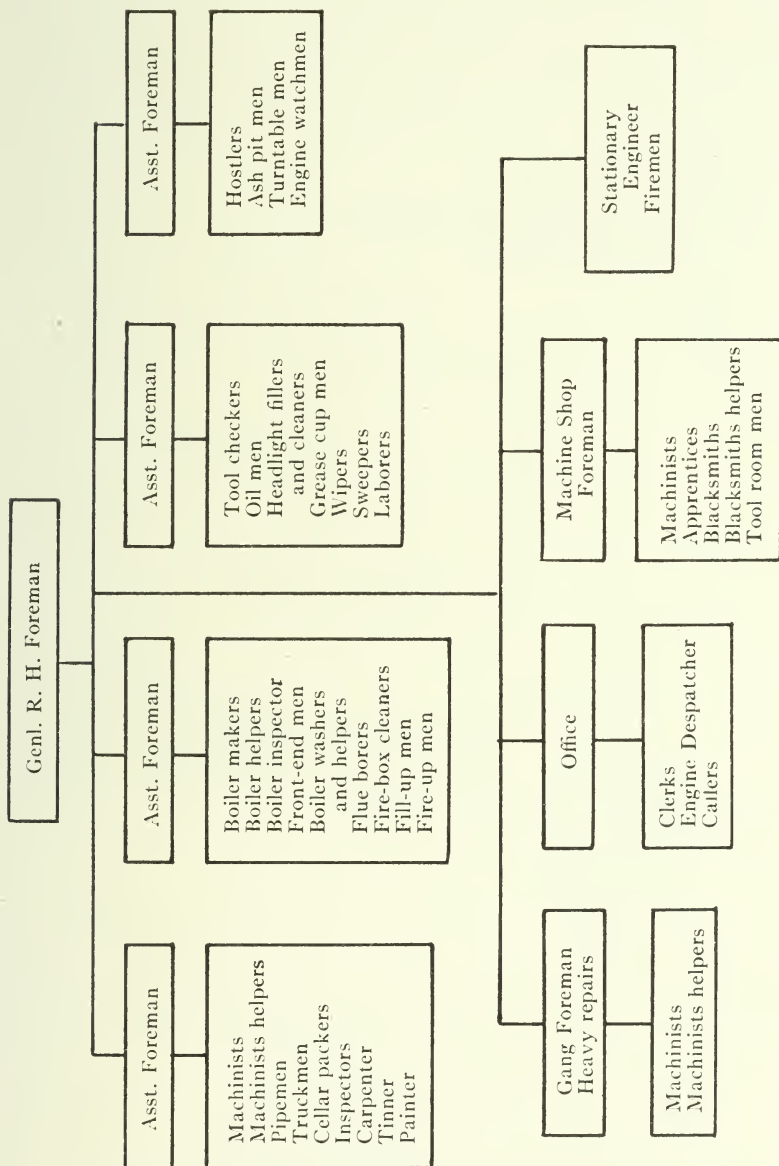 Genl. R. H. Foreman
Asst. Foreman
Machinists
Machinists helpers
Pipemen
Truckmen
Cellar packers
Inspectors
Carpenter
Tinner
Painter
Asst. Foreman
Boiler makers
Boiler helpers
Boiler inspector
Front-end men
Boiler washers
and helpers
Flue borers
Fire-box cleaners
Fill-up men
Fire-up men
Asst. Foreman
Tool checkers
Oil men
Headlight fillers
and cleaners
Grease cup men
Wipers
Sweepers
Laborers
Asst. Foreman
Hostlers
Ash pit men
Turntable men
Engine watchmen
Gang Foreman
Heavy repairs
Machinists
Machinists helpers
Office
Clerks
Engine Despatcher
Callers
Machine Shop
Foreman
Machinists
Apprentices
Blacksmiths
Blacksmiths helpers
Tool room men
Stationary
Engineer
Firemen